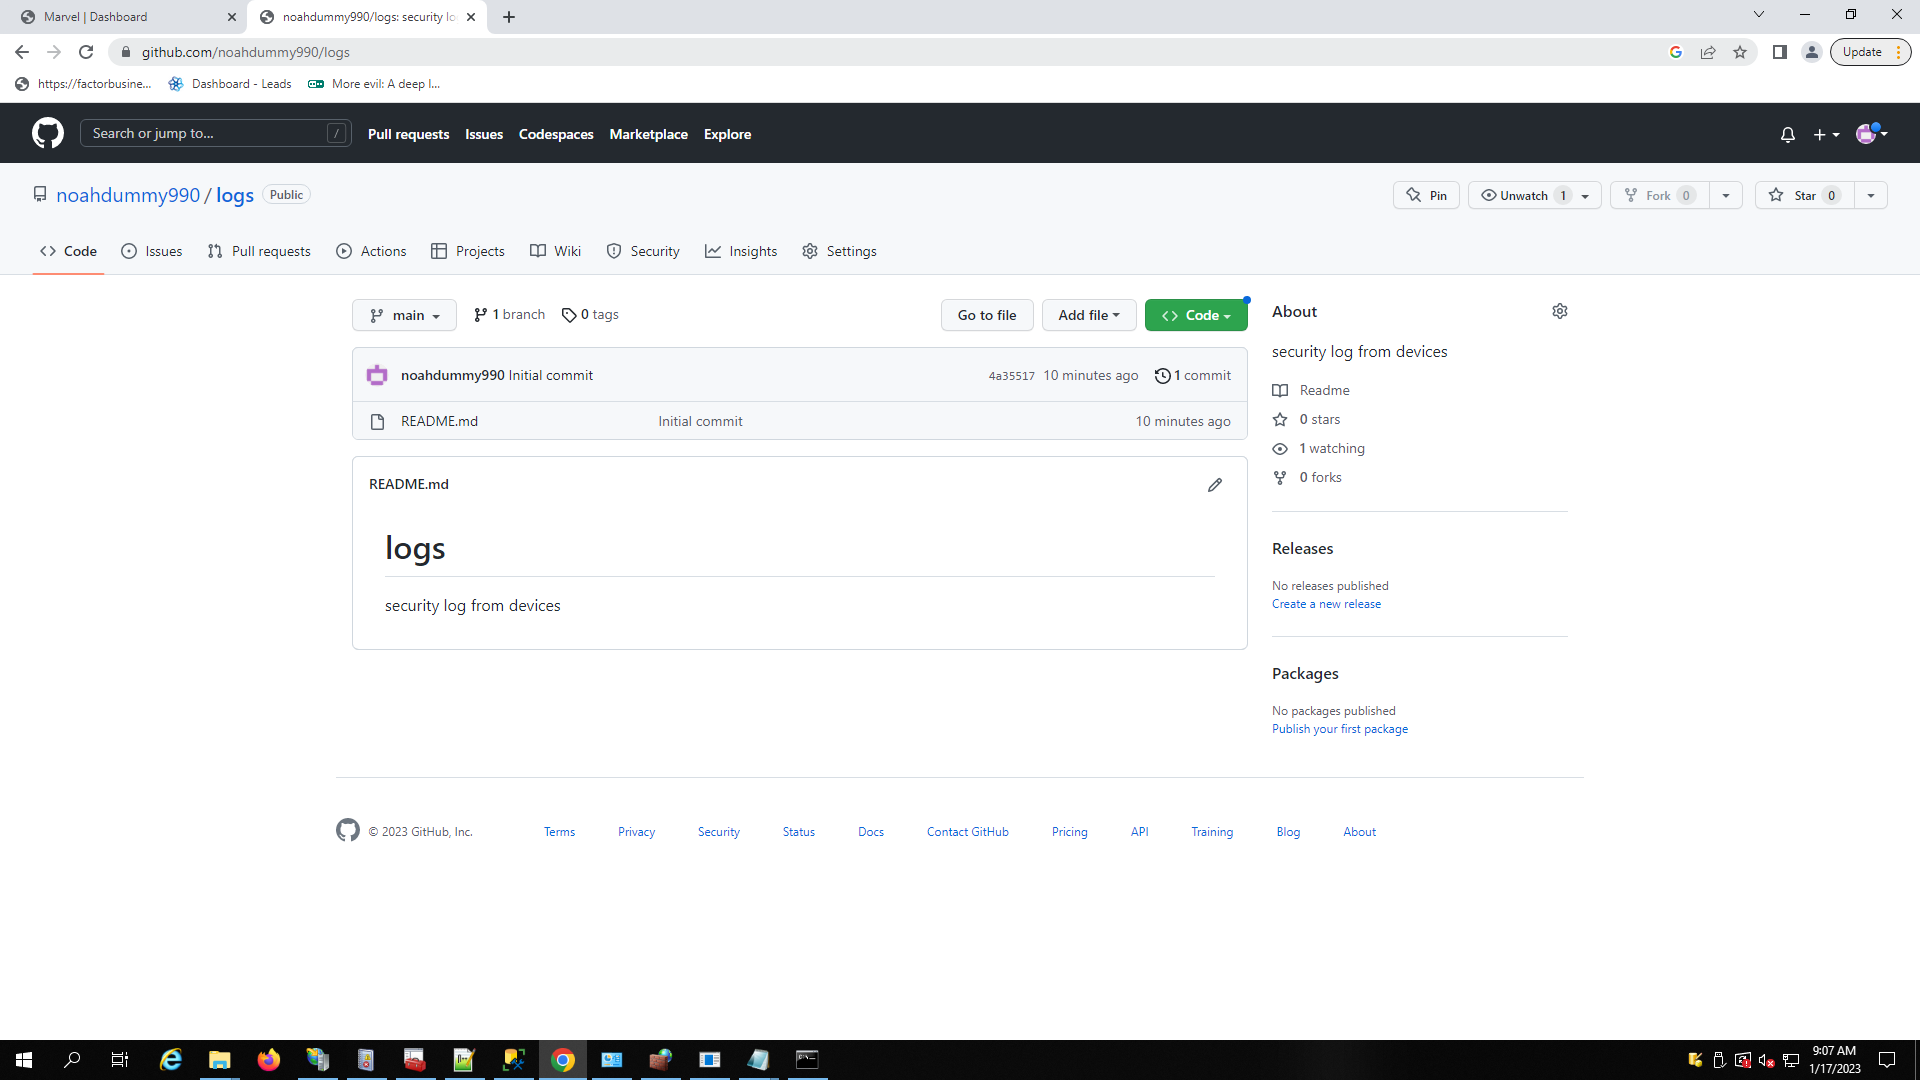 Marvel | Dashboard
noahdummy990/logs: security lo
github.com/noahdummy990/logs
Update
https://factorbusine...
Dashboard - Leads
More evil: A deep l...
Search or jump to...
/
Pull requests
Issues
Codespaces
Marketplace
Explore
noahdummy990 / logs
Public
Pin
Unwatch 1
Fork 0
Star 0
Code
Issues
Pull requests
Actions
Projects
Wiki
Security
Insights
Settings
main
1 branch
0 tags
Go to file
Add file
Code
noahdummy990 Initial commit
4a35517 10 minutes ago
1 commit
README.md
Initial commit
10 minutes ago
README.md
logs
security log from devices
About
security log from devices
Readme
0 stars
1 watching
0 forks
Releases
No releases published
Create a new release
Packages
No packages published
Publish your first package
© 2023 GitHub, Inc.
Terms
Privacy
Security
Status
Docs
Contact GitHub
Pricing
API
Training
Blog
About
9:07 AM
1/17/2023